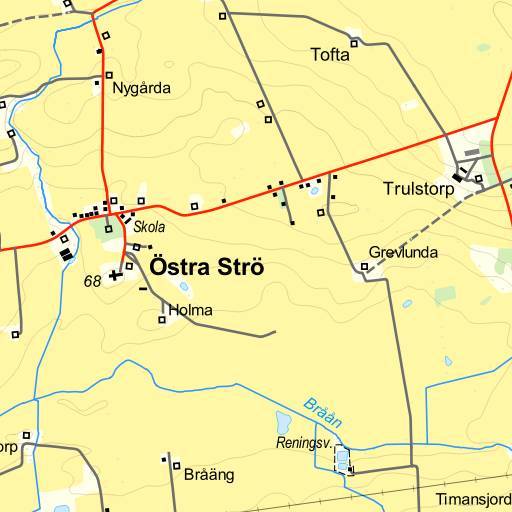 Tofta
Nygårda
Trulstorp
Skola
Grevlunda
Östra Strö
68
Holma
Bråån
Reningsv.
orp
Bråäng
Timansjord